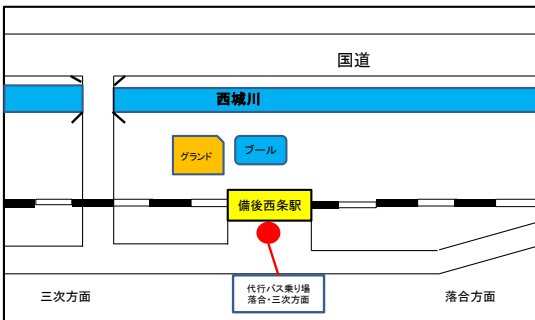 国道
西城川
グランド
プール
備後西条駅
代行バス乗り場
落合・三次方面
三次方面
落合方面